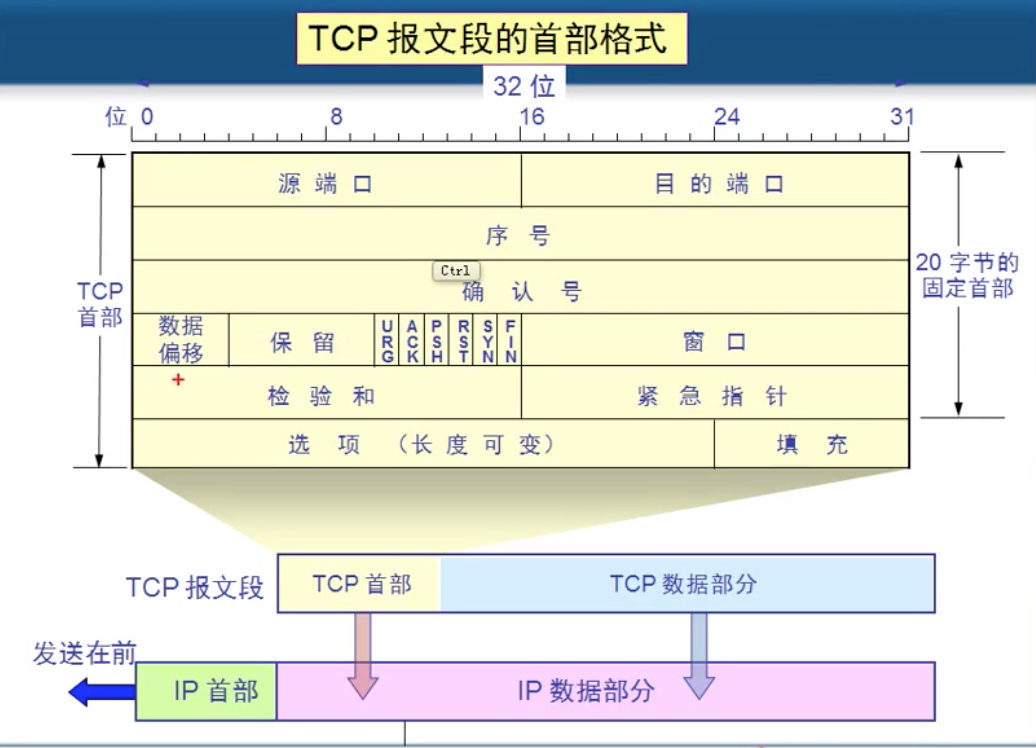 TCP 报文段的首部格式
32 位
位 0 8 16 24 31
源 端 口 目 的 端 口
序 号
Ctrl
确 认 号
20 字节的
固定首部
TCP
首部
数据
偏移
保 留
URG
ACK
PSH
RST
SYN
FIN
窗 口
检 验 和 紧 急 指 针
选 项 （长 度 可 变） 填 充
TCP 报文段 TCP 首部 TCP 数据部分
发送在前
IP 首部 IP 数据部分